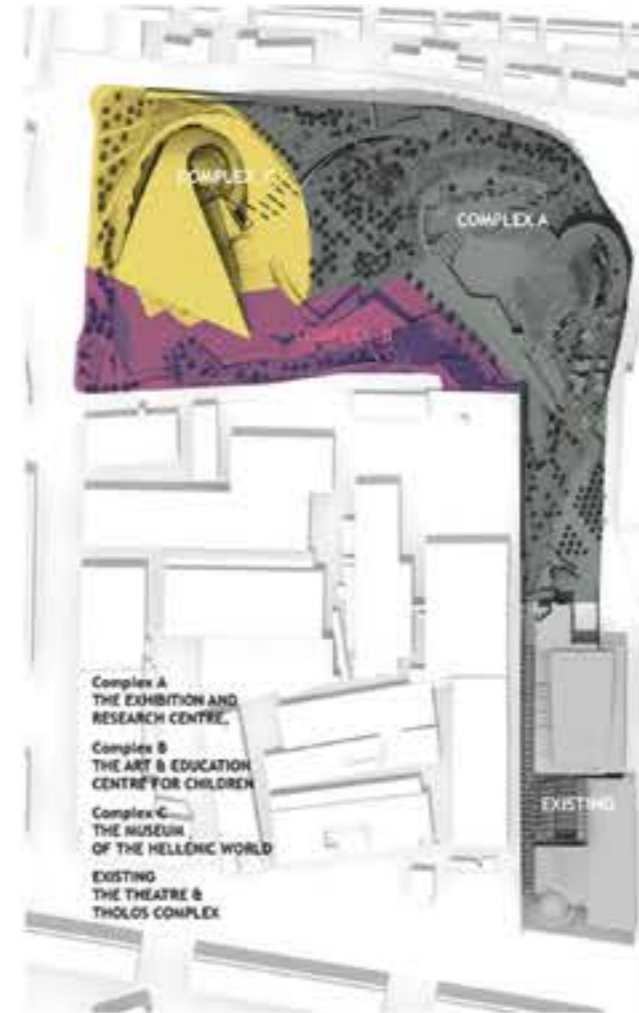 COMPLEX
COMPLEX A
EXISTING
Complex A
THE EXHIBITION AND
RESEARCH CENTRE.
Complex B
THE ART & EDUCATION
CENTRE FOR CHILDREN
Complex C
THE MUSEUM
OF THE HELLENIC WORLD
EXISTING
THE THEATRE &
THOLOS COMPLEX